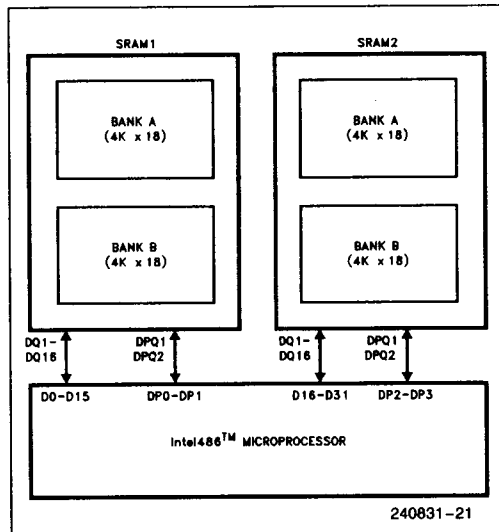 SRAM1
SRAM2
BANK A
(4K x 18)
BANK A
(4K x 18)
BANK B
(4K x 18)
BANK B
(4K x 18)
DQ1-
DQ16
DPQ1
DPQ2
DQ1-
DQ16
DPQ1
DPQ2
D0-D15
DP0-DP1
D16-D31
DP2-DP3
Intel486™ MICROPROCESSOR
240831-21